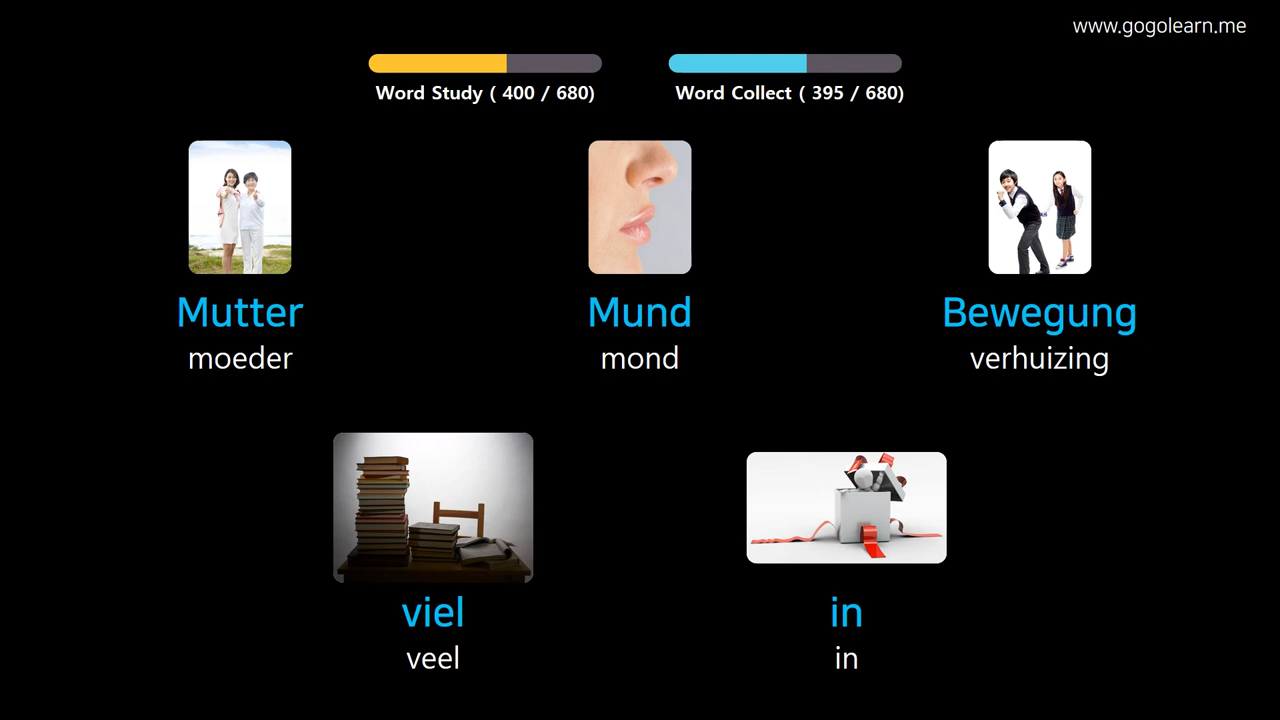 www.gogolearn.me
Word Study ( 400 / 680)
Word Collect ( 395 / 680)
Mutter
moeder
Mund
mond
Bewegung
verhuizing
viel
veel
in
in